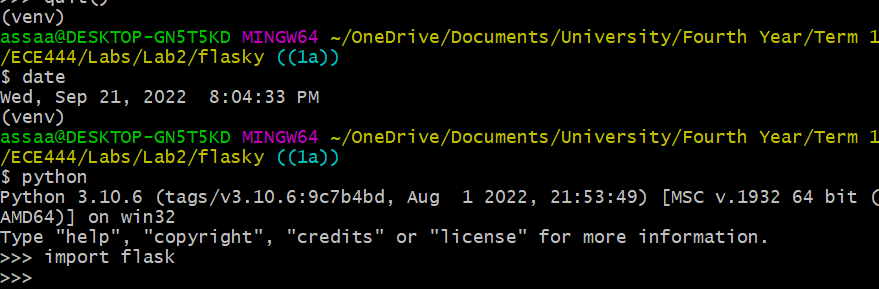 >>> quit()
(venv)
assaa@DESKTOP-GN5T5KD MINGW64 ~/OneDrive/Documents/University/Fourth Year/Term 1
/ECE444/Labs/Lab2/flasky ((1a))
$ date
Wed, Sep 21, 2022  8:04:33 PM
(venv)
assaa@DESKTOP-GN5T5KD MINGW64 ~/OneDrive/Documents/University/Fourth Year/Term 1
/ECE444/Labs/Lab2/flasky ((1a))
$ python
Python 3.10.6 (tags/v3.10.6:9c7b4bd, Aug  1 2022, 21:53:49) [MSC v.1932 64 bit (
AMD64)] on win32
Type "help", "copyright", "credits" or "license" for more information.
>>> import flask
>>>